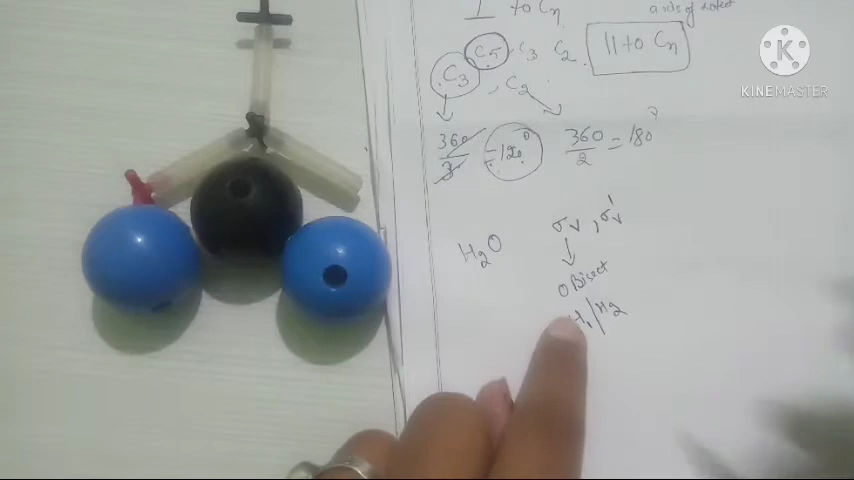 ⊥ to Cn
axis of
C5, C3 C2
|| to Cn
C3, C2
360/3 = 120°
360/2 = 180°
H2O
σv, σv'
O Bisect
H1/H2
K
KINEMASTER